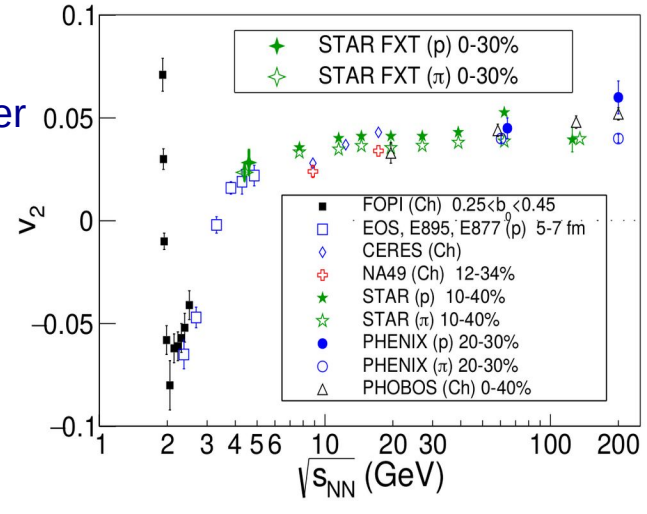 er
v₂
0.1
0.05
0
−0.05
−0.1
STAR FXT (p) 0-30%
STAR FXT (π) 0-30%
FOPI (Ch) 0.25<b₀<0.45
EOS, E895, E877 (p) 5-7 fm
CERES (Ch)
NA49 (Ch) 12-34%
STAR (p) 10-40%
STAR (π) 10-40%
PHENIX (p) 20-30%
PHENIX (π) 20-30%
PHOBOS (Ch) 0-40%
1 2 3 4 5 6 10 20 30 100 200
√sNN (GeV)